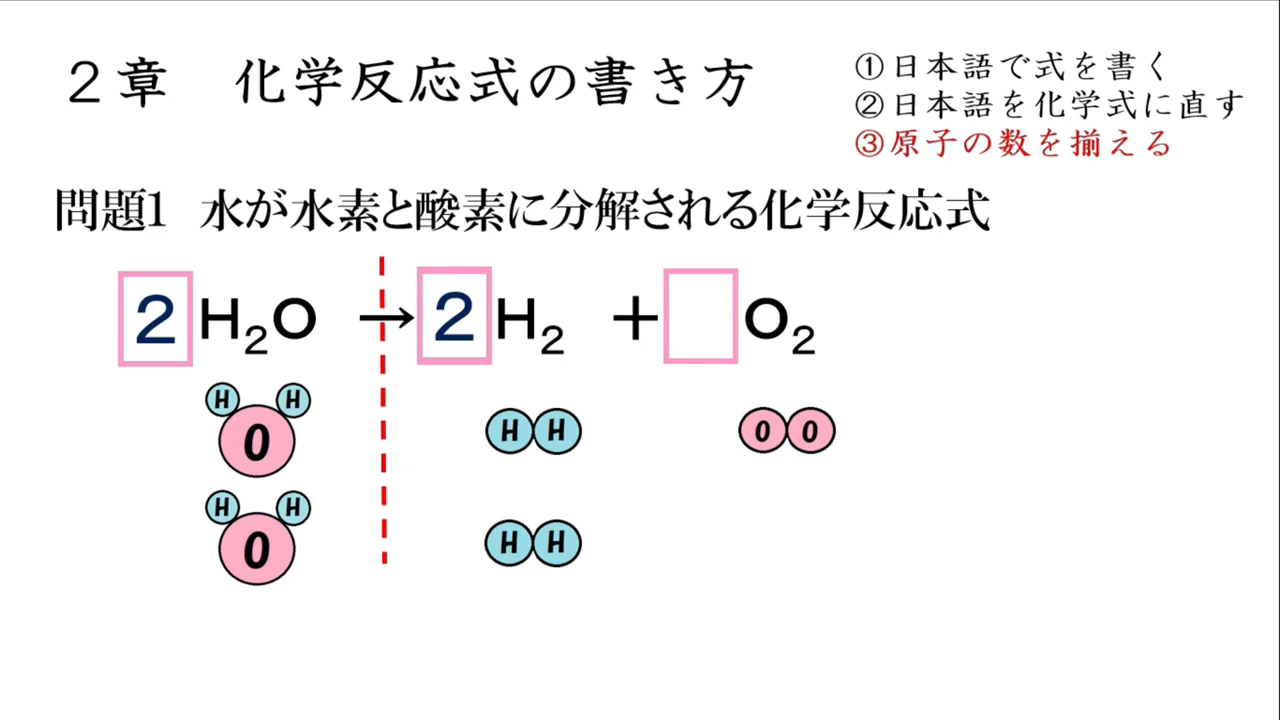 ２章　化学反応式の書き方
①日本語で式を書く
②日本語を化学式に直す
③原子の数を揃える
問題1　水が水素と酸素に分解される化学反応式
2 H₂O → 2 H₂ + O₂
H H H H O O
O
H H H H
O